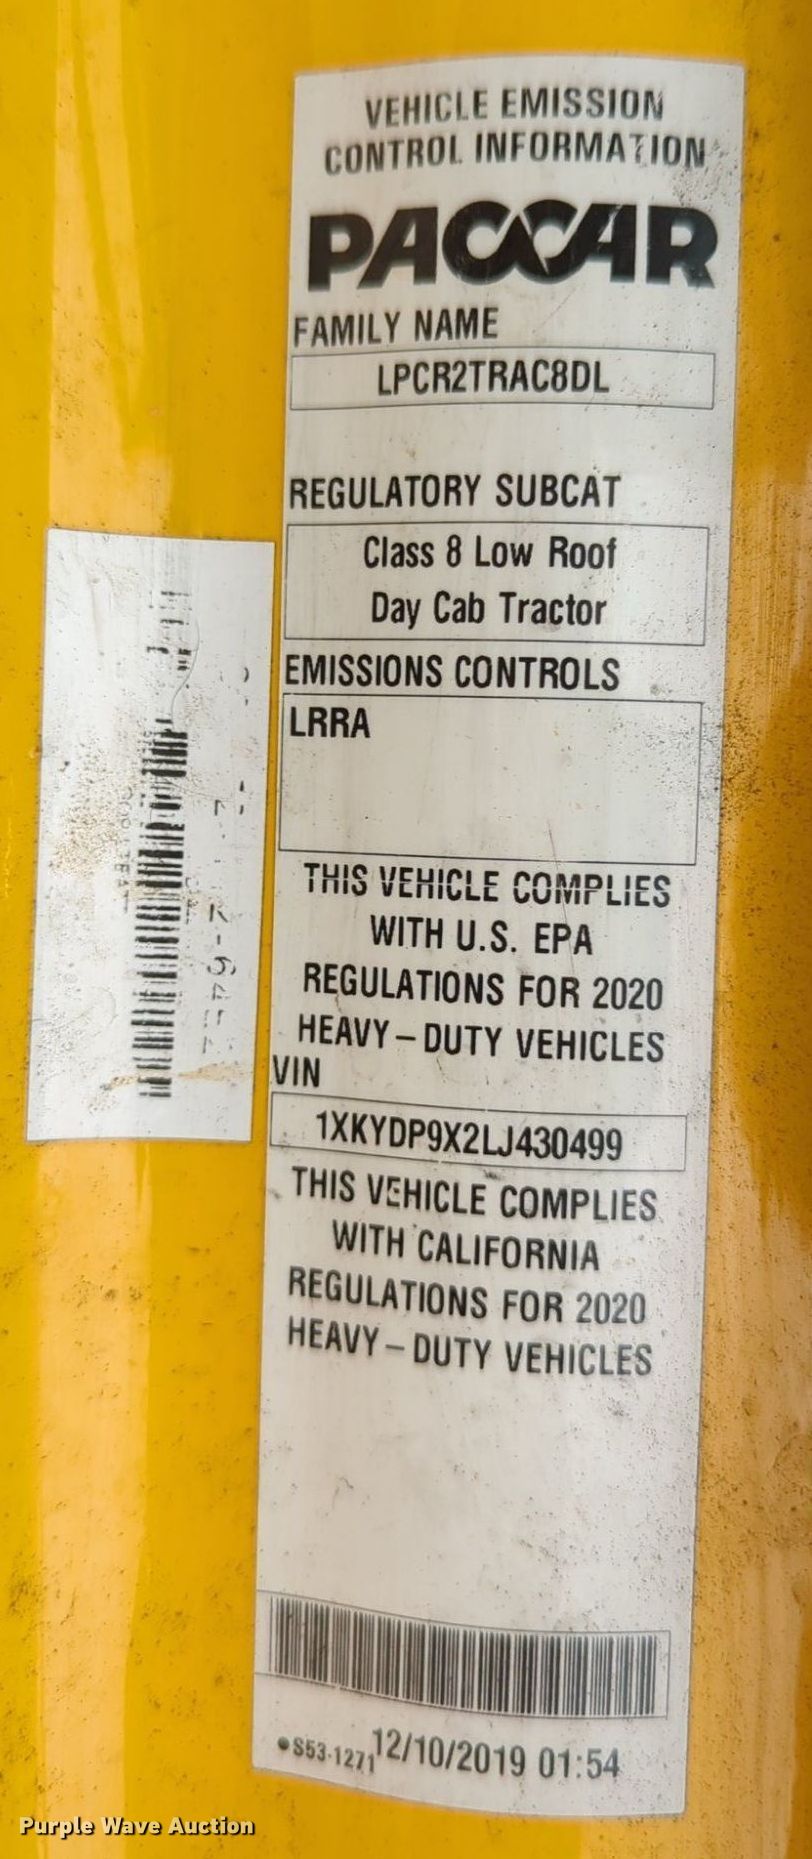 VEHICLE EMISSION
CONTROL INFORMATION
PACCAR
FAMILY NAME
LPCR2TRAC8DL
REGULATORY SUBCAT
Class 8 Low Roof
Day Cab Tractor
EMISSIONS CONTROLS
LRRA
THIS VEHICLE COMPLIES
WITH U.S. EPA
REGULATIONS FOR 2020
HEAVY-DUTY VEHICLES
VIN
1XKYDP9X2LJ430499
THIS VEHICLE COMPLIES
WITH CALIFORNIA
REGULATIONS FOR 2020
HEAVY-DUTY VEHICLES
•S53-1271 12/10/2019 01:54
Purple Wave Auction